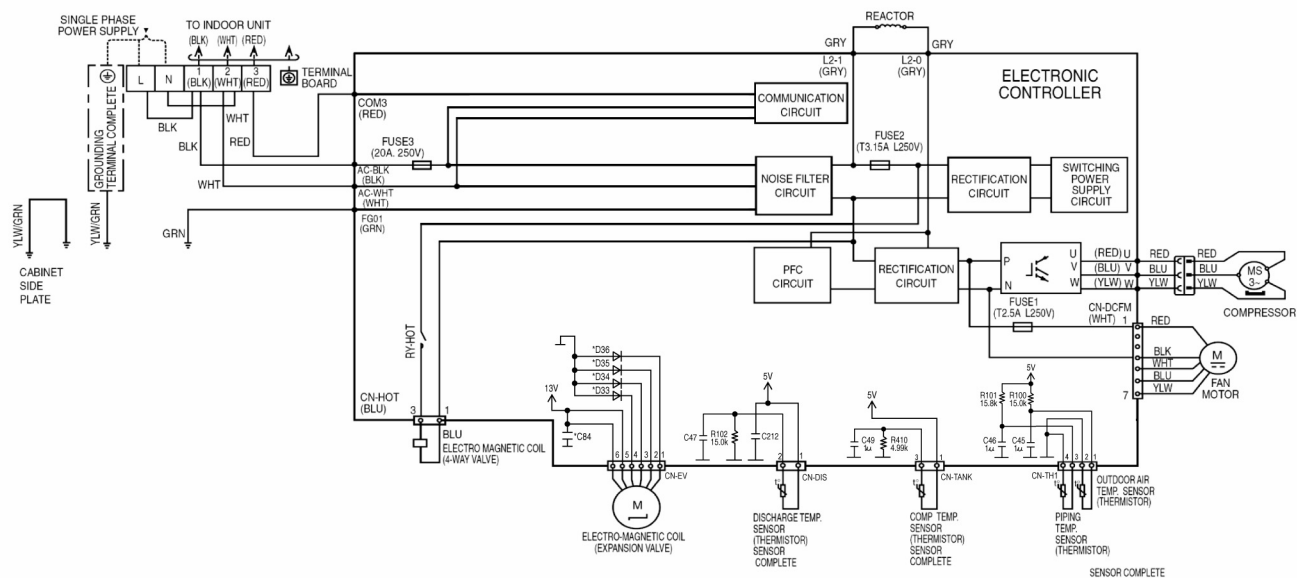 SINGLE PHASE
POWER SUPPLY
TO INDOOR UNIT
(BLK) (WHT) (RED)
L N 1 2 3
(BLK) (WHT) (RED)
TERMINAL
BOARD
GROUNDING
TERMINAL COMPLETE
BLK
WHT
BLK
RED
WHT
GRN
YLW/GRN
YLW/GRN
CABINET
SIDE
PLATE
REACTOR
GRY
GRY
L2-1
(GRY)
L2-0
(GRY)
ELECTRONIC
CONTROLLER
COM3
(RED)
COMMUNICATION
CIRCUIT
FUSE3
(20A. 250V)
FUSE2
(T3.15A L250V)
AC-BLK
(BLK)
AC-WHT
(WHT)
FG01
(GRN)
NOISE FILTER
CIRCUIT
RECTIFICATION
CIRCUIT
SWITCHING
POWER
SUPPLY
CIRCUIT
PFC
CIRCUIT
RECTIFICATION
CIRCUIT
P
N
U
V
W
(RED) U
(BLU) V
(YLW) W
RED
BLU
YLW
RED
BLU
YLW
MS
3~
COMPRESSOR
FUSE1
(T2.5A L250V)
CN-DCFM
(WHT)
1
7
RED
BLK
WHT
BLU
YLW
M
FAN
MOTOR
RY-HOT
CN-HOT
(BLU)
3 1
BLU
ELECTRO MAGNETIC COIL
(4-WAY VALVE)
*D36
*D35
*D34
*D33
13V
*C84
6 5 4 3 2 1
CN-EV
M
ELECTRO-MAGNETIC COIL
(EXPANSION VALVE)
5V
C47
R102
15.0k
C212
2 1
CN-DIS
t°
DISCHARGE TEMP.
SENSOR
(THERMISTOR)
SENSOR
COMPLETE
5V
C49
1u
R410
4.99k
3 1
CN-TANK
t°
COMP TEMP.
SENSOR
(THERMISTOR)
SENSOR
COMPLETE
5V
R101
15.8k
R100
15.0k
C46
1u
C45
1u
4 3 2 1
CN-TH1
t°
t°
OUTDOOR AIR
TEMP. SENSOR
(THERMISTOR)
PIPING
TEMP.
SENSOR
(THERMISTOR)
SENSOR COMPLETE